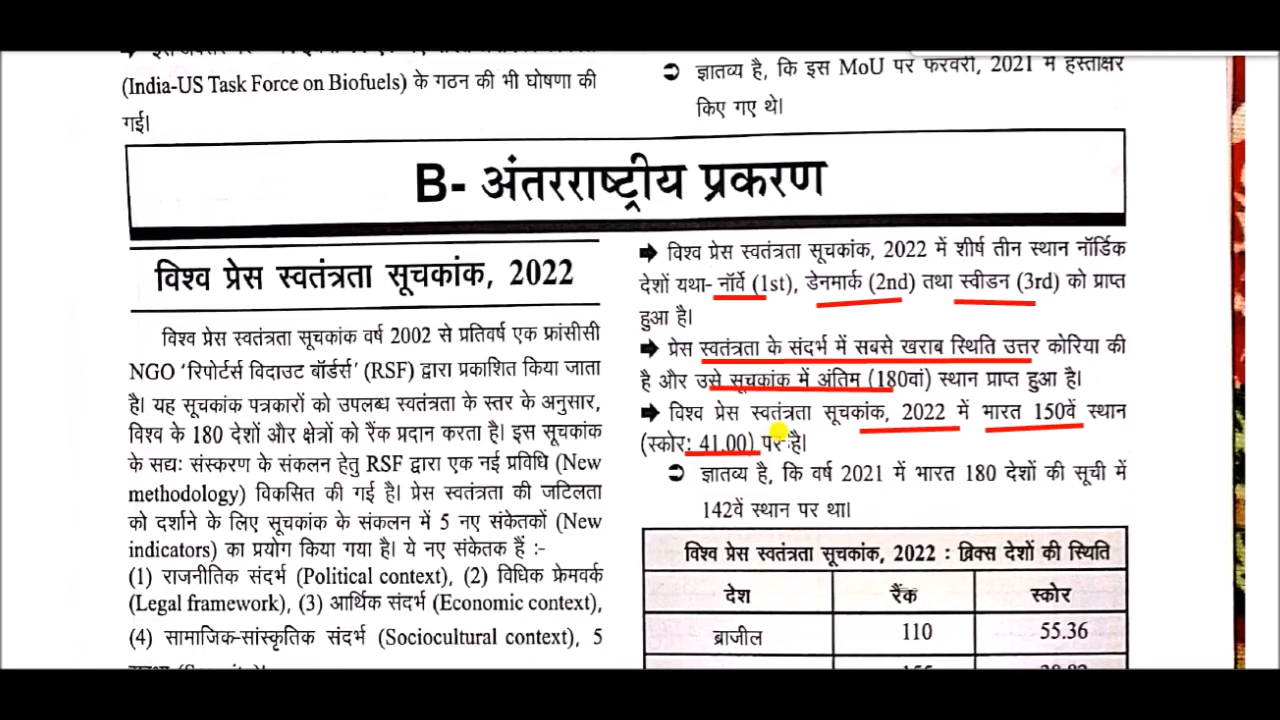 (India-US Task Force on Biofuels) के गठन की भी घोषणा की
गई।
➲ ज्ञातव्य है, कि इस MoU पर फरवरी, 2021 में हस्ताक्षर
किए गए थे।
B- अंतरराष्ट्रीय प्रकरण
विश्व प्रेस स्वतंत्रता सूचकांक, 2022
विश्व प्रेस स्वतंत्रता सूचकांक वर्ष 2002 से प्रतिवर्ष एक फ्रांसीसी
NGO ‘रिपोर्टर्स विदाउट बॉर्डर्स’ (RSF) द्वारा प्रकाशित किया जाता
है। यह सूचकांक पत्रकारों को उपलब्ध स्वतंत्रता के स्तर के अनुसार,
विश्व के 180 देशों और क्षेत्रों को रैंक प्रदान करता है। इस सूचकांक
के सद्यः संस्करण के संकलन हेतु RSF द्वारा एक नई प्रविधि (New
methodology) विकसित की गई है। प्रेस स्वतंत्रता की जटिलता
को दर्शाने के लिए सूचकांक के संकलन में 5 नए संकेतकों (New
indicators) का प्रयोग किया गया है। ये नए संकेतक हैं :-
(1) राजनीतिक संदर्भ (Political context), (2) विधिक फ्रेमवर्क
(Legal framework), (3) आर्थिक संदर्भ (Economic context),
(4) सामाजिक-सांस्कृतिक संदर्भ (Sociocultural context), 5
➡ विश्व प्रेस स्वतंत्रता सूचकांक, 2022 में शीर्ष तीन स्थान नॉर्डिक
देशों यथा- नॉर्वे (1st), डेनमार्क (2nd) तथा स्वीडन (3rd) को प्राप्त
हुआ है।
➡ प्रेस स्वतंत्रता के संदर्भ में सबसे खराब स्थिति उत्तर कोरिया की
है और उसे सूचकांक में अंतिम (180वां) स्थान प्राप्त हुआ है।
➡ विश्व प्रेस स्वतंत्रता सूचकांक, 2022 में भारत 150वें स्थान
(स्कोर: 41.00) पर है।
➲ ज्ञातव्य है, कि वर्ष 2021 में भारत 180 देशों की सूची में
142वें स्थान पर था।
विश्व प्रेस स्वतंत्रता सूचकांक, 2022 : ब्रिक्स देशों की स्थिति
देश रैंक स्कोर
ब्राजील 110 55.36